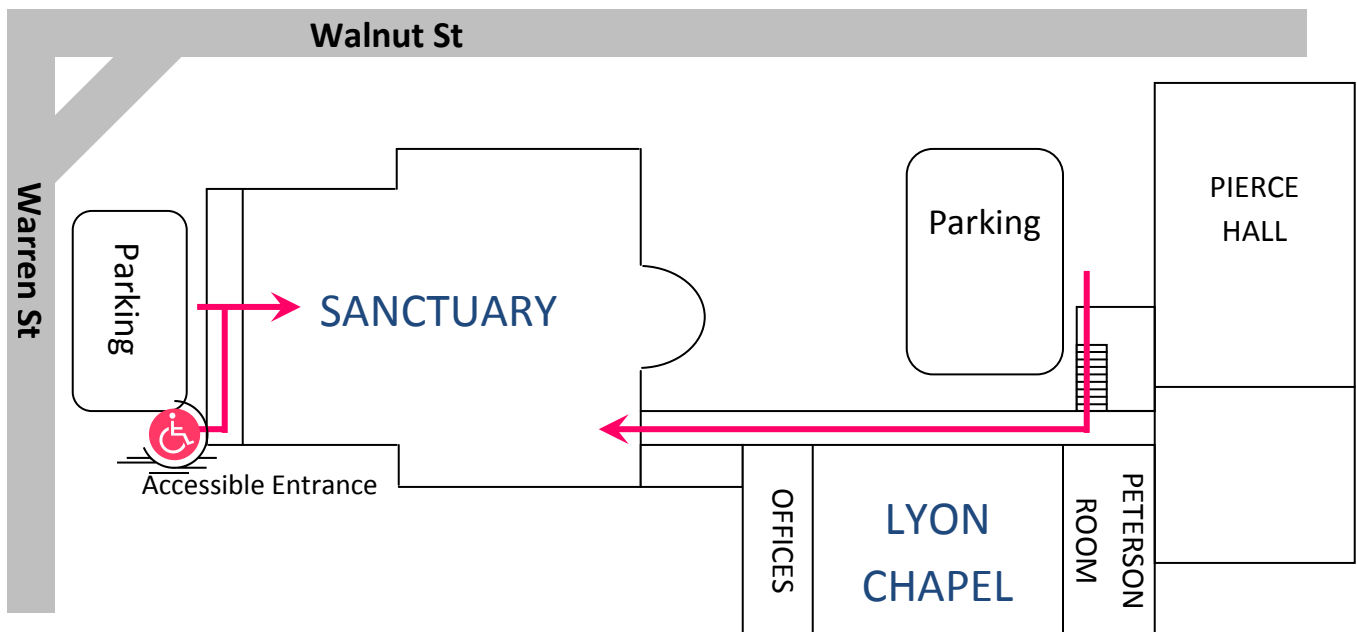 Walnut St
Warren St
Parking
SANCTUARY
Parking
PIERCE
HALL
Accessible Entrance
OFFICES
LYON
CHAPEL
PETERSON
ROOM